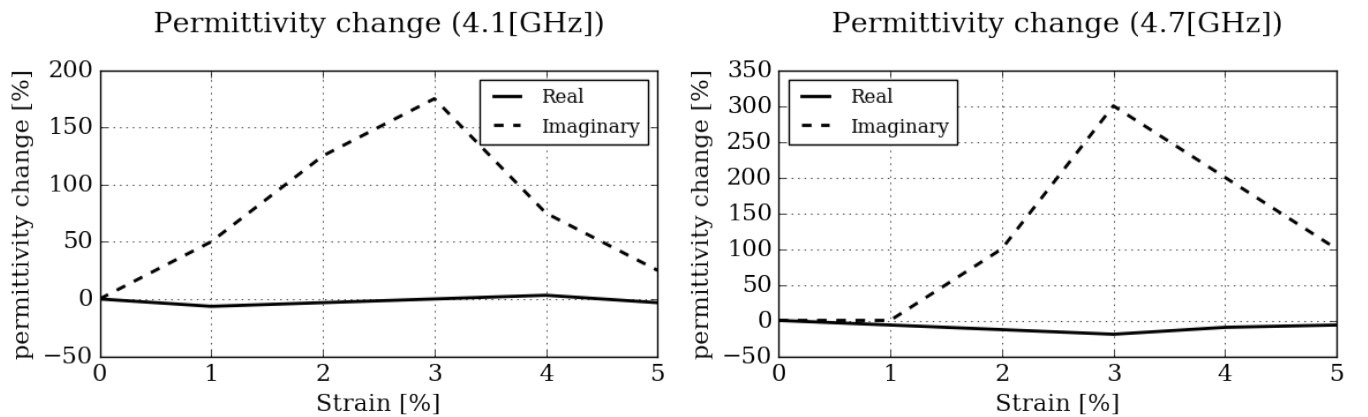 Permittivity change (4.1[GHz])
permittivity change [%]
200
150
100
50
0
−50
Real
Imaginary
0 1 2 3 4 5
Strain [%]
Permittivity change (4.7[GHz])
permittivity change [%]
350
300
250
200
150
100
50
0
−50
Real
Imaginary
0 1 2 3 4 5
Strain [%]